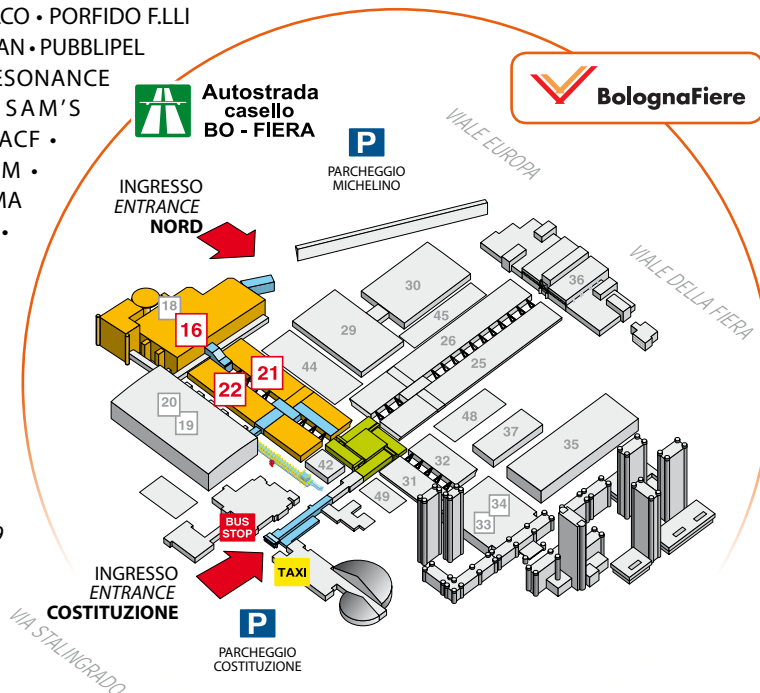 CO • PORFIDO F.LLI
AN • PUBBLIPEL
ESONANCE
SAM'S
ACF •
M •
MA
•
9
Autostrada
casello
BO - FIERA
BolognaFiere
P
PARCHEGGIO
MICHELINO
VIALE EUROPA
VIALE DELLA FIERA
INGRESSO
ENTRANCE
NORD
18
16
30
36
29
45
26
25
44
21
22
20
19
48
37
35
42
32
31
49
34
33
BUS
STOP
TAXI
INGRESSO
ENTRANCE
COSTITUZIONE
P
PARCHEGGIO
COSTITUZIONE
VIA STALINGRADO